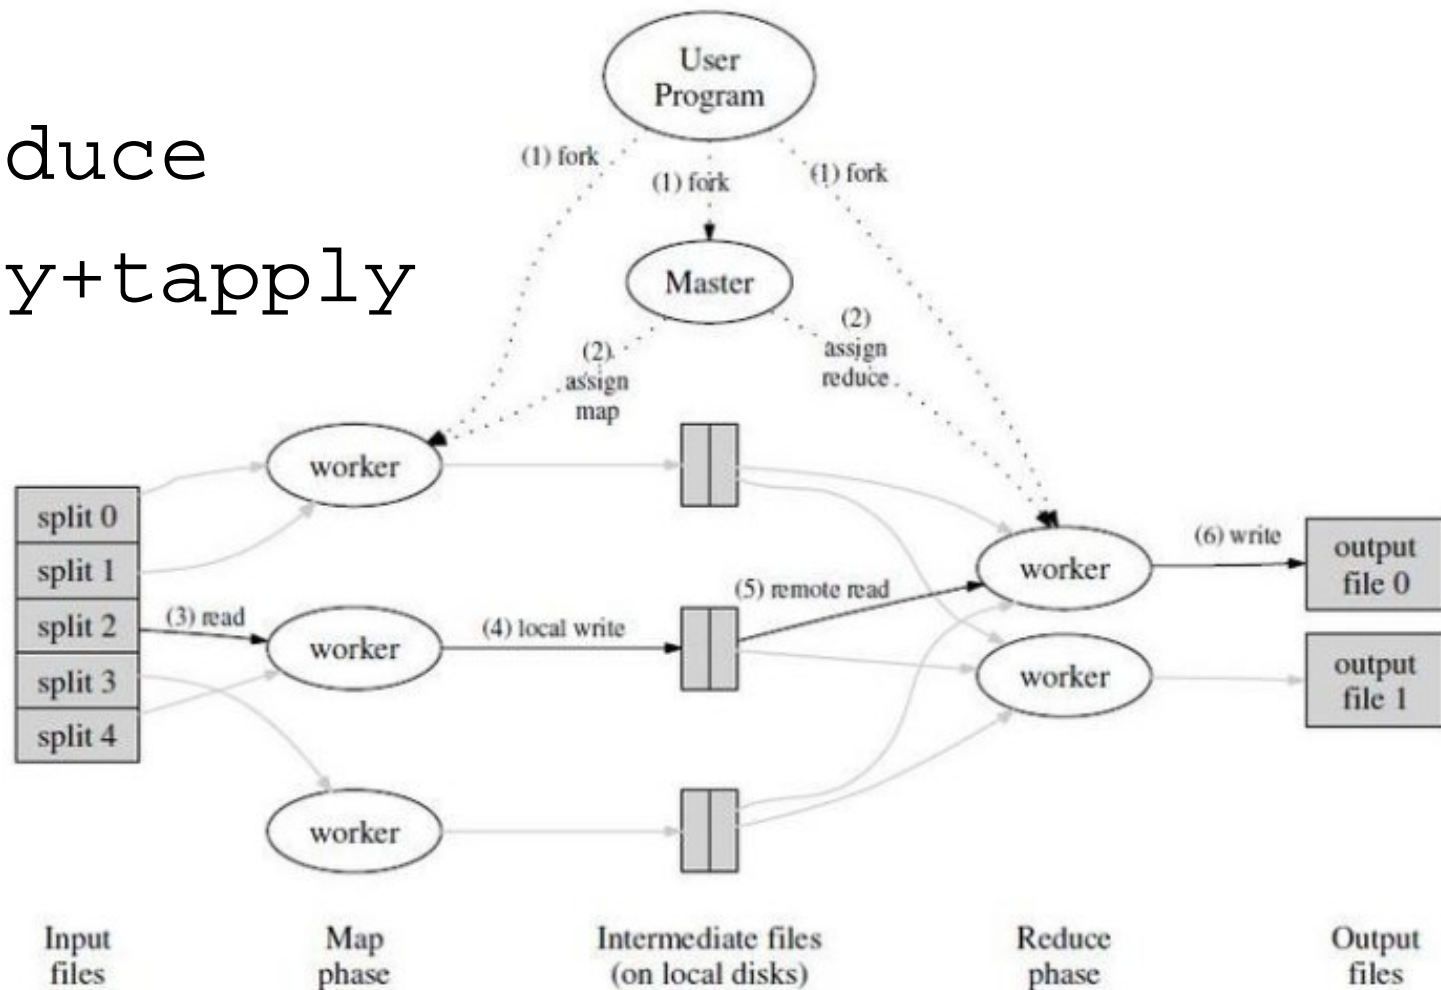 User
Program
duce
y+tapply
(1) fork
(1) fork
(1) fork
Master
(2)
assign
map
(2)
assign
reduce
worker
split 0
split 1
split 2
split 3
split 4
(3) read
worker
(4) local write
(5) remote read
worker
(6) write
output
file 0
worker
output
file 1
worker
Input
files
Map
phase
Intermediate files
(on local disks)
Reduce
phase
Output
files